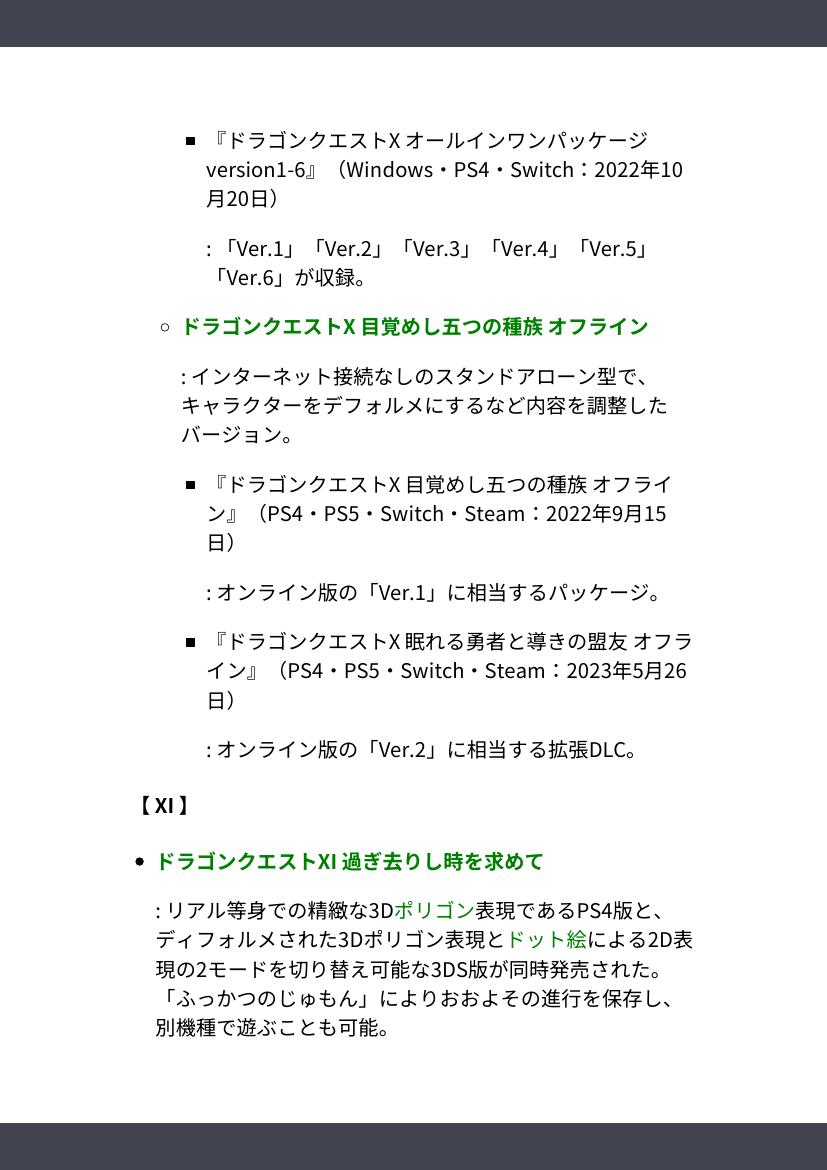 『ドラゴンクエストX オールインワンパッケージ
version1-6』（Windows・PS4・Switch：2022年10
月20日）
: 「Ver.1」「Ver.2」「Ver.3」「Ver.4」「Ver.5」
「Ver.6」が収録。
ドラゴンクエストX 目覚めし五つの種族 オフライン
: インターネット接続なしのスタンドアローン型で、
キャラクターをデフォルメにするなど内容を調整した
バージョン。
『ドラゴンクエストX 目覚めし五つの種族 オフライ
ン』（PS4・PS5・Switch・Steam：2022年9月15
日）
: オンライン版の「Ver.1」に相当するパッケージ。
『ドラゴンクエストX 眠れる勇者と導きの盟友 オフラ
イン』（PS4・PS5・Switch・Steam：2023年5月26
日）
: オンライン版の「Ver.2」に相当する拡張DLC。
【 XI 】
ドラゴンクエストXI 過ぎ去りし時を求めて
: リアル等身での精緻な3Dポリゴン表現であるPS4版と、
ディフォルメされた3Dポリゴン表現とドット絵による2D表
現の2モードを切り替え可能な3DS版が同時発売された。
「ふっかつのじゅもん」によりおおよその進行を保存し、
別機種で遊ぶことも可能。